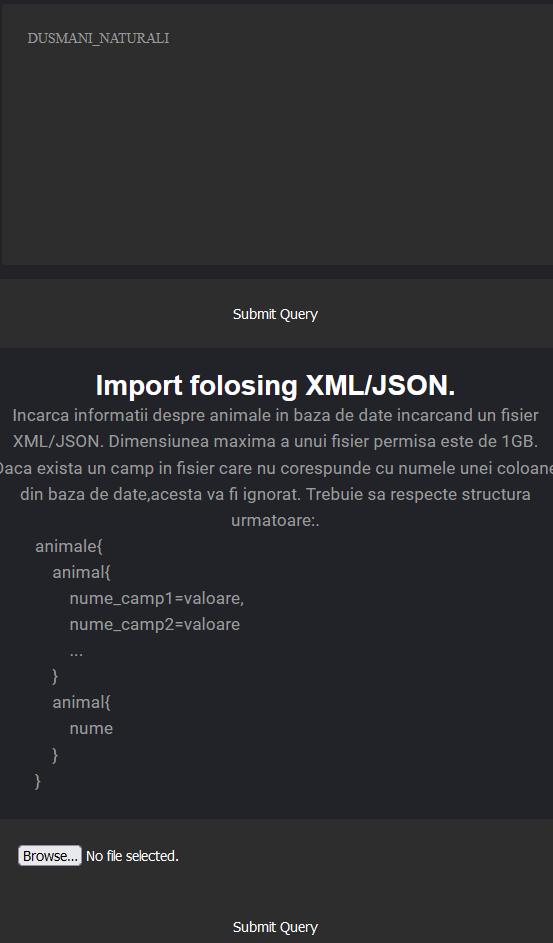 DUSMANI_NATURALI
Submit Query
Import folosing XML/JSON.
Incarca informatii despre animale in baza de date incarcand un fisier
XML/JSON. Dimensiunea maxima a unui fisier permisa este de 1GB.
Daca exista un camp in fisier care nu corespunde cu numele unei coloane
din baza de date,acesta va fi ignorat. Trebuie sa respecte structura
urmatoare:.
animale{
animal{
nume_camp1=valoare,
nume_camp2=valoare
...
}
animal{
nume
}
}
Browse... No file selected.
Submit Query